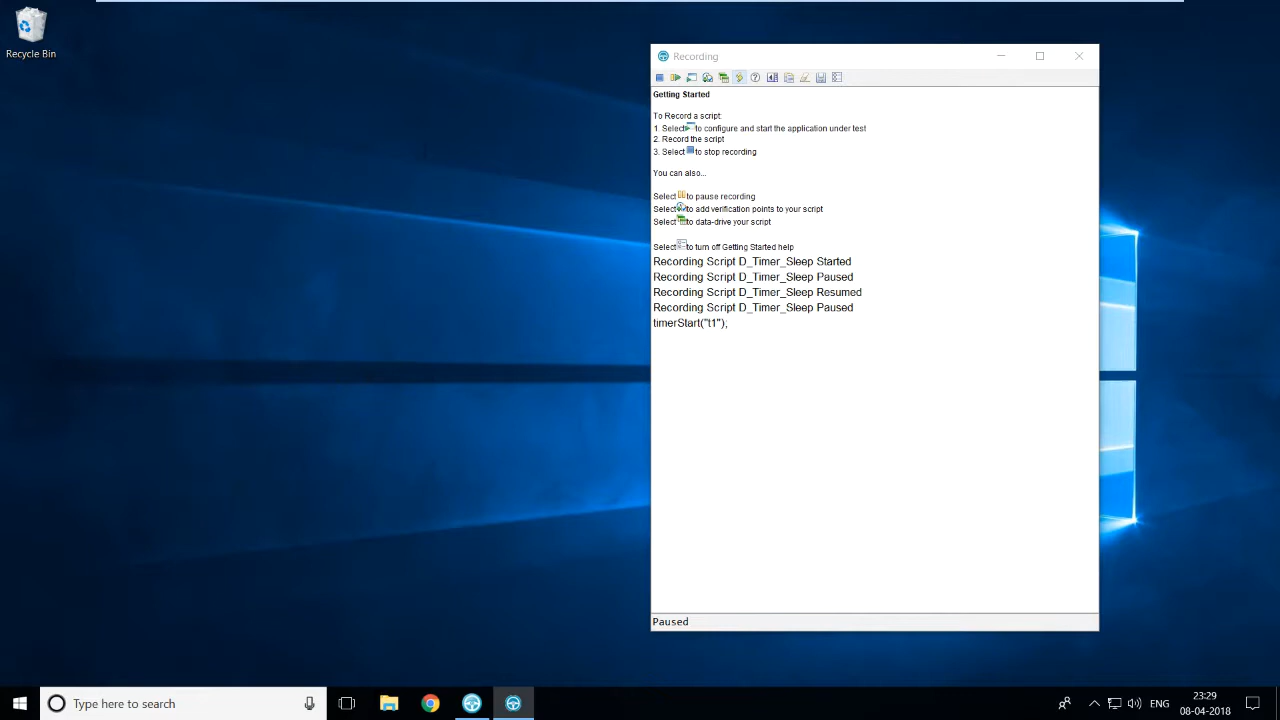 Recycle Bin
Recording
Getting Started
To Record a script:
1. Select to configure and start the application under test
2. Record the script
3. Select to stop recording
You can also...
Select to pause recording
Select to add verification points to your script
Select to data-drive your script
Select to turn off Getting Started help
Recording Script D_Timer_Sleep Started
Recording Script D_Timer_Sleep Paused
Recording Script D_Timer_Sleep Resumed
Recording Script D_Timer_Sleep Paused
timerStart("t1");
Paused
Type here to search
ENG
23:29
08-04-2018